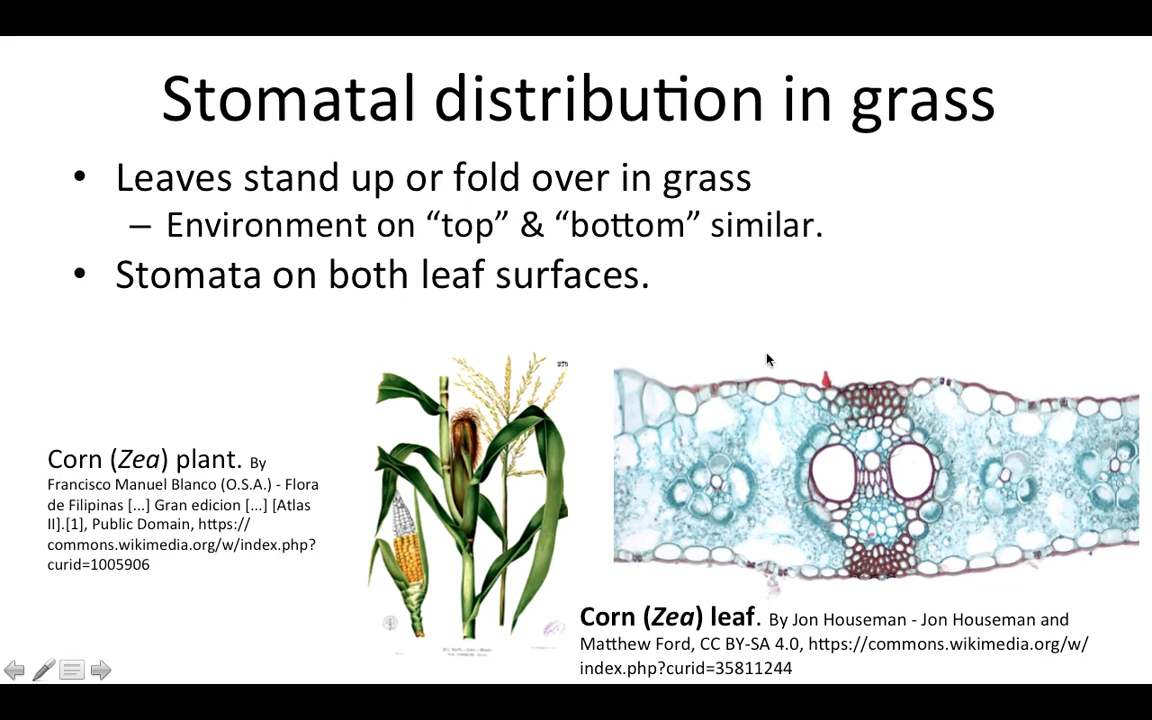 Stomatal distribution in grass
• Leaves stand up or fold over in grass
– Environment on “top” & “bottom” similar.
• Stomata on both leaf surfaces.
Corn (Zea) plant. By
Francisco Manuel Blanco (O.S.A.) - Flora
de Filipinas [...] Gran edicion [...] [Atlas
II].[1], Public Domain, https://
commons.wikimedia.org/w/index.php?
curid=1005906
Corn (Zea) leaf. By Jon Houseman - Jon Houseman and
Matthew Ford, CC BY-SA 4.0, https://commons.wikimedia.org/w/
index.php?curid=35811244